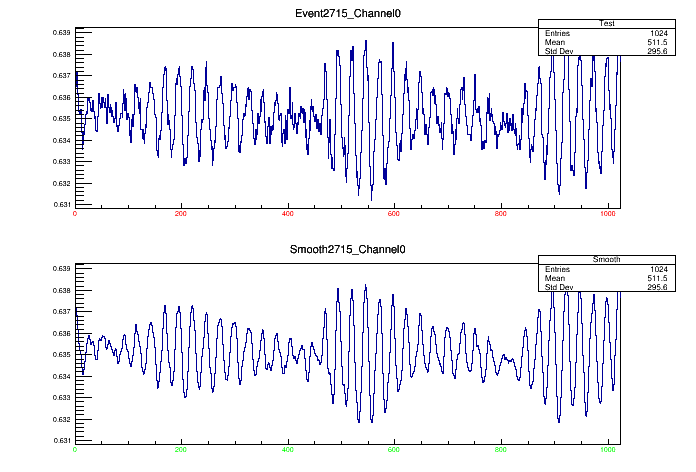 Event2715_Channel0
Test
Entries 1024
Mean 511.5
Std Dev 295.6
0.639
0.638
0.637
0.636
0.635
0.634
0.633
0.632
0.631
0 200 400 600 800 1000
Smooth2715_Channel0
Smooth
Entries 1024
Mean 511.5
Std Dev 295.6
0.639
0.638
0.637
0.636
0.635
0.634
0.633
0.632
0.631
0 200 400 600 800 1000